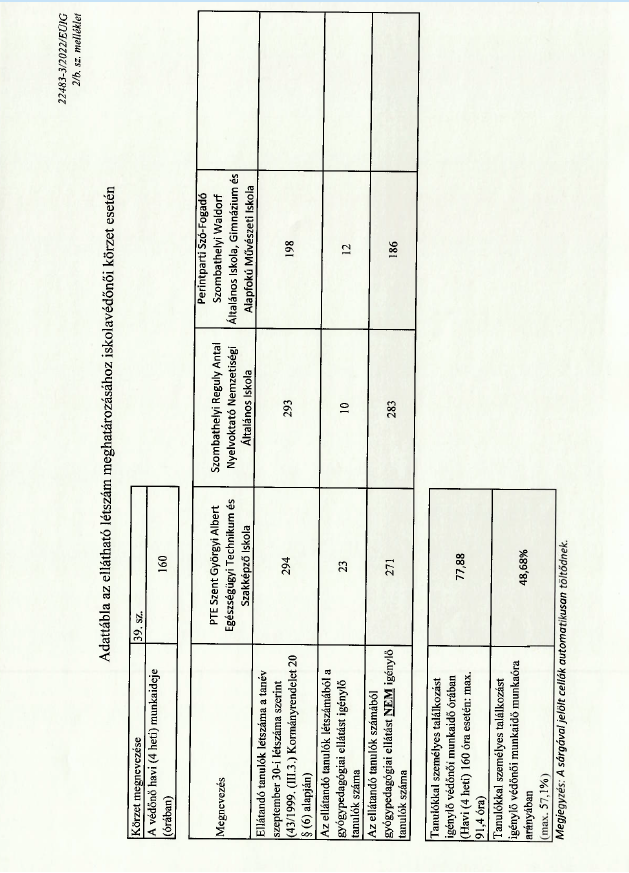 22483-3/2022/EÜIG
2/b. sz. melléklet
Adattábla az ellátható létszám meghatározásához iskolavédőnői körzet esetén
Körzet megnevezése
39. sz.
A védőnő havi (4 heti) munkaideje
(órában)
160
Megnevezés
PTE Szent Györgyi Albert
Egészségügyi Technikum és
Szakképző Iskola
Szombathelyi Reguly Antal
Nyelvoktató Nemzetiségi
Általános Iskola
Perintparti Szó-Fogadó
Szombathelyi Waldorf
Általános Iskola, Gimnázium és
Alapfokú Művészeti Iskola
Ellátandó tanulók létszáma a tanév
szeptember 30-i létszáma szerint
(43/1999. (III.3.) Kormányrendelet 20
§ (6) alapján)
294
293
198
Az ellátandó tanulók létszámából a
gyógypedagógiai ellátást igénylő
tanulók száma
23
10
12
Az ellátandó tanulók számából
gyógypedagógiai ellátást NEM igénylő
tanulók száma
271
283
186
Tanulókkal személyes találkozást
igénylő védőnői munkaidő órában
(Havi (4 heti) 160 óra esetén: max.
91,4 óra)
77,88
Tanulókkal személyes találkozást
igénylő védőnői munkaidő munkaóra
arányában
(max. 57,1%)
48,68%
Megjegyzés: A sárgával jelölt cellák automatikusan töltődnek.